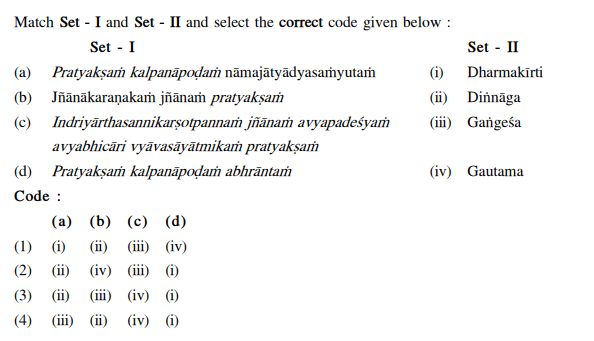 Match Set - I and Set - II and select the correct code given below :
Set - I Set - II
(a) Pratyakṣaṁ kalpanāpoḍaṁ nāmajātyādyasaṁyutaṁ (i) Dharmakīrti
(b) Jñānākaraṇakaṁ jñānaṁ pratyakṣaṁ (ii) Diṅnāga
(c) Indriyārthasannikarṣotpannaṁ jñānaṁ avyapadeśyaṁ (iii) Gaṅgeśa
avyabhicāri vyāvasāyātmikaṁ pratyakṣaṁ
(d) Pratyakṣaṁ kalpanāpoḍaṁ abhrāntaṁ (iv) Gautama
Code :
(a) (b) (c) (d)
(1) (i) (ii) (iii) (iv)
(2) (ii) (iv) (iii) (i)
(3) (ii) (iii) (iv) (i)
(4) (iii) (ii) (iv) (i)